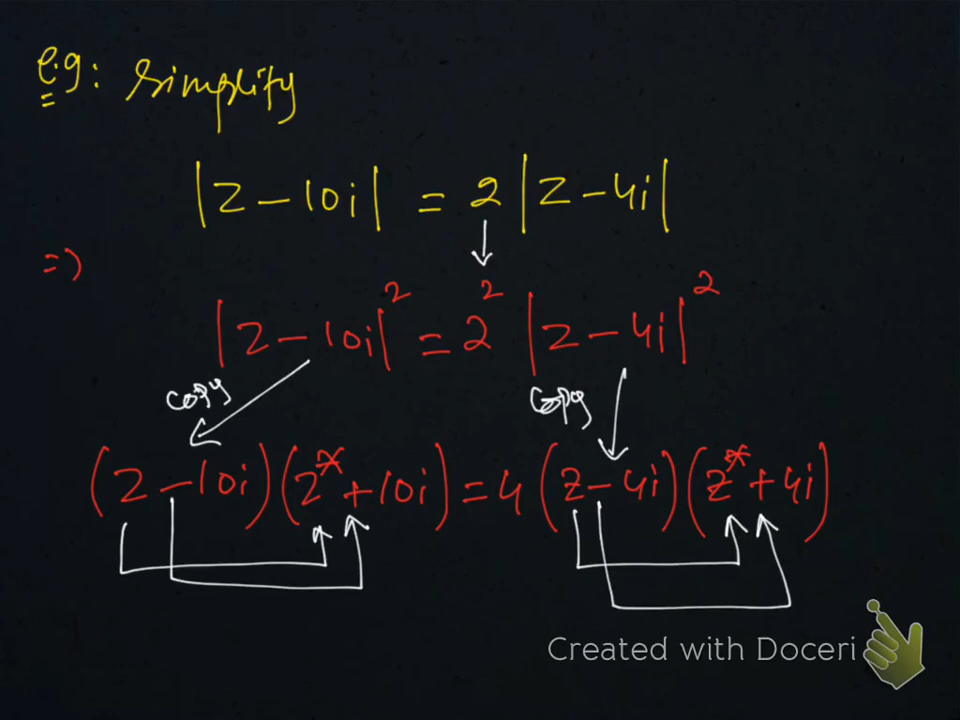 e.g: Simplify
|z - 10i| = 2 |z - 4i|
=>
|z - 10i|² = 2² |z - 4i|²
copy copy
(z - 10i)(z* + 10i) = 4 (z - 4i)(z* + 4i)
Created with Doceri